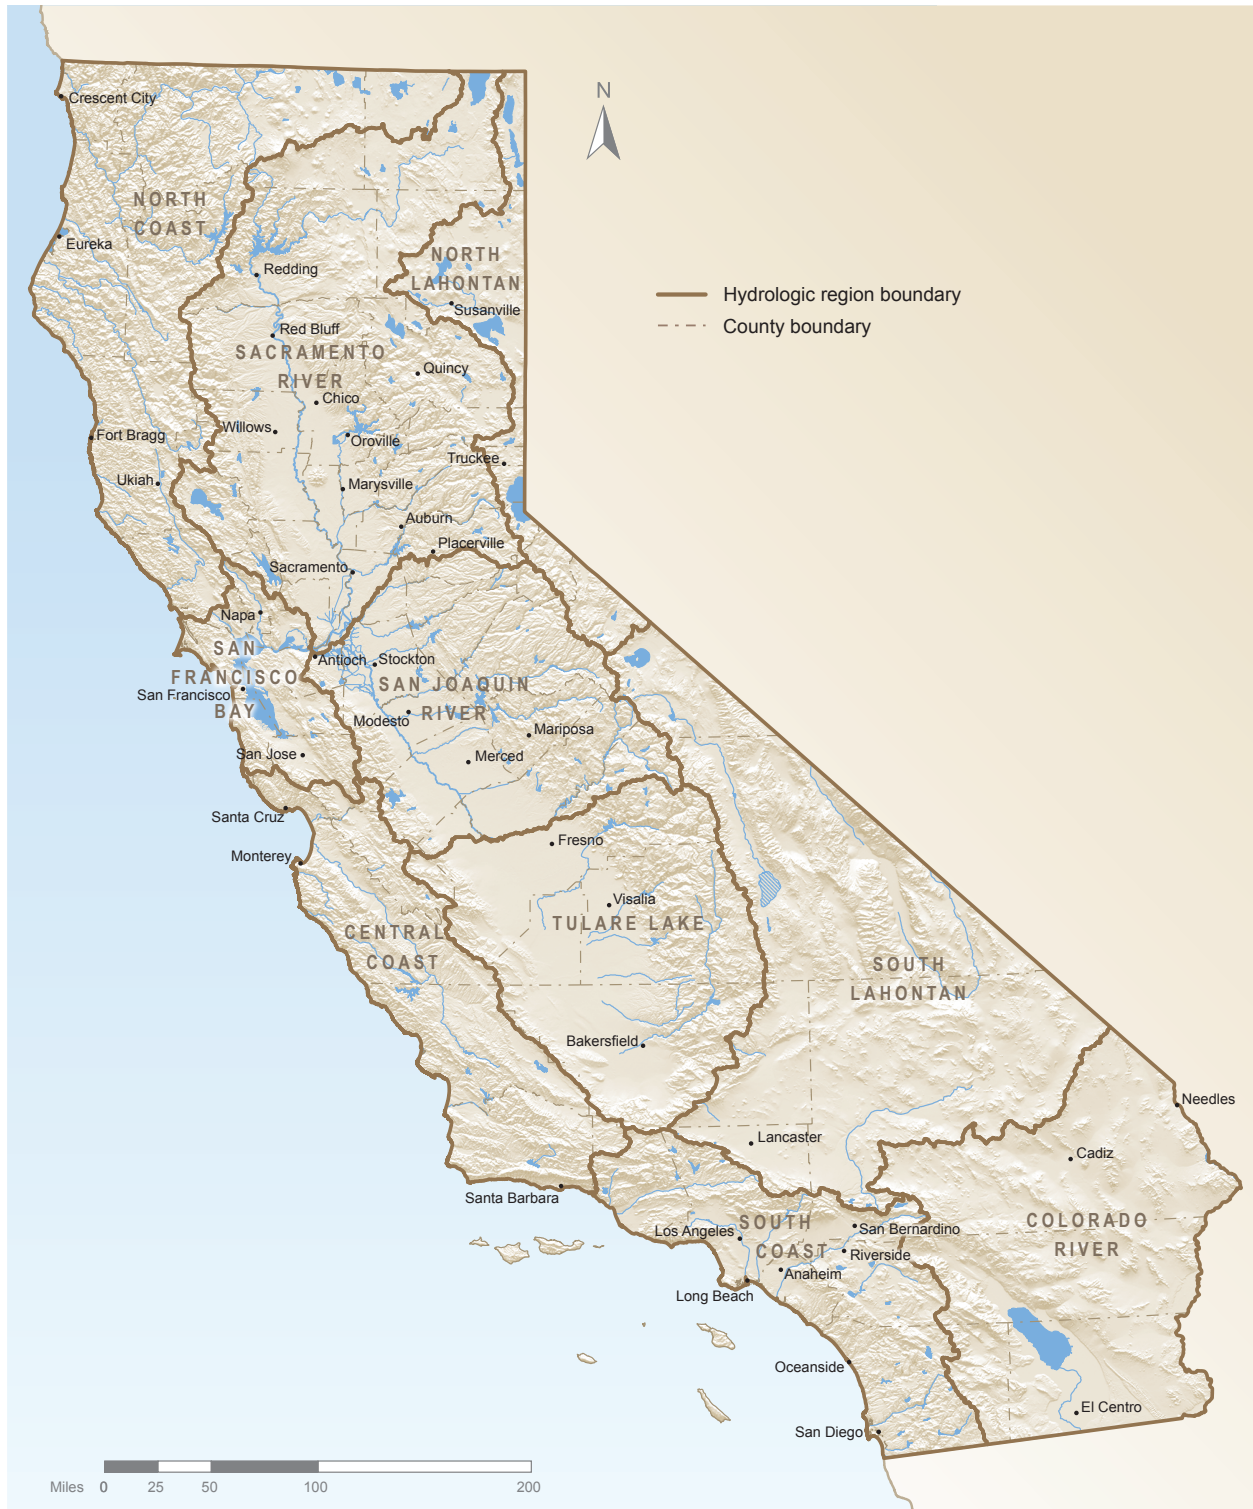 N
Crescent City
NORTH
COAST
Eureka
Redding
NORTH
LAHONTAN
Susanville
Hydrologic region boundary
County boundary
Red Bluff
SACRAMENTO
RIVER
Quincy
Chico
Willows
Oroville
Fort Bragg
Truckee
Ukiah
Marysville
Auburn
Placerville
Sacramento
Napa
SAN
FRANCISCO
BAY
Antioch
Stockton
San Francisco
SAN JOAQUIN
RIVER
Modesto
Mariposa
San Jose
Merced
Santa Cruz
Monterey
Fresno
Visalia
TULARE LAKE
CENTRAL
COAST
SOUTH
LAHONTAN
Bakersfield
Needles
Lancaster
Cadiz
Santa Barbara
Los Angeles
SOUTH
COAST
San Bernardino
Riverside
COLORADO
RIVER
Anaheim
Long Beach
Oceanside
El Centro
San Diego
Miles 0 25 50 100 200